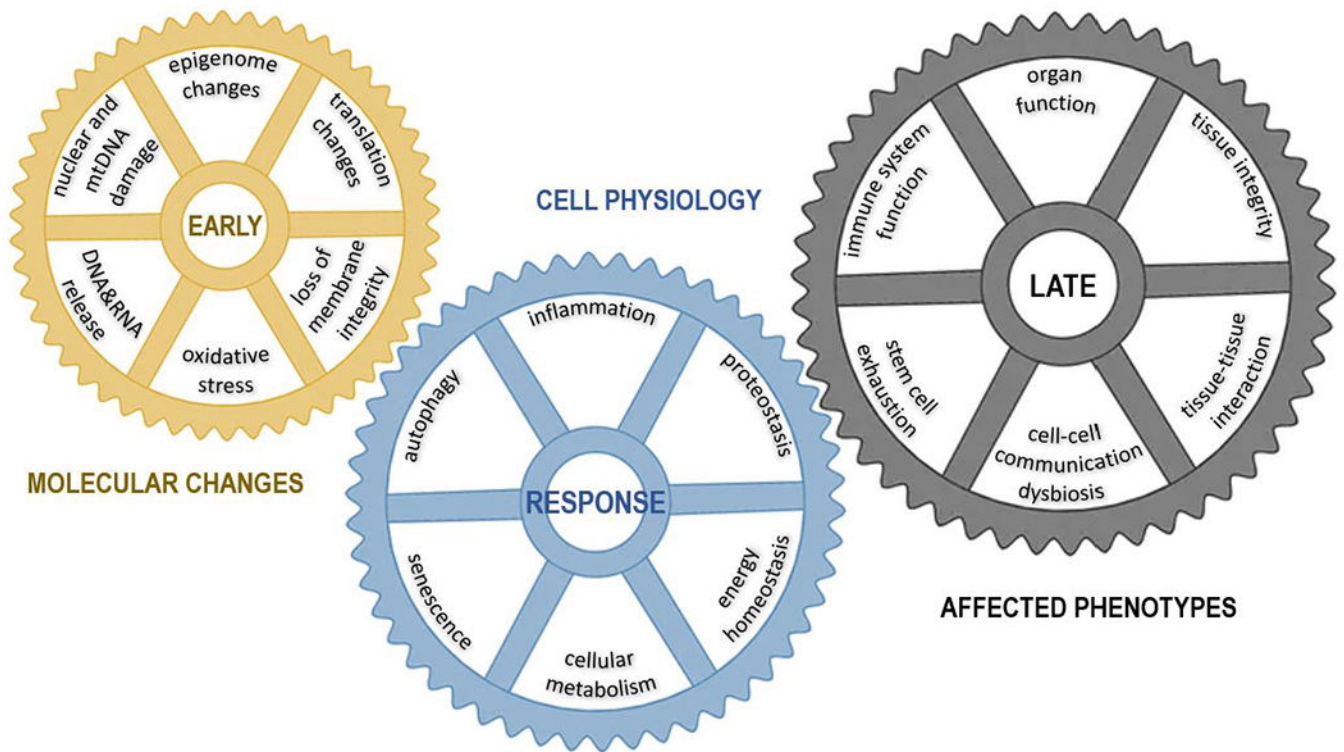 epigenome
changes
translation
changes
loss of
membrane
integrity
oxidative
stress
DNA&RNA
release
nuclear and
mtDNA
damage
EARLY
MOLECULAR CHANGES
CELL PHYSIOLOGY
inflammation
proteostasis
energy
homeostasis
cellular
metabolism
senescence
autophagy
RESPONSE
organ
function
tissue integrity
tissue-tissue
interaction
cell-cell
communication
dysbiosis
stem cell
exhaustion
immune system
function
LATE
AFFECTED PHENOTYPES